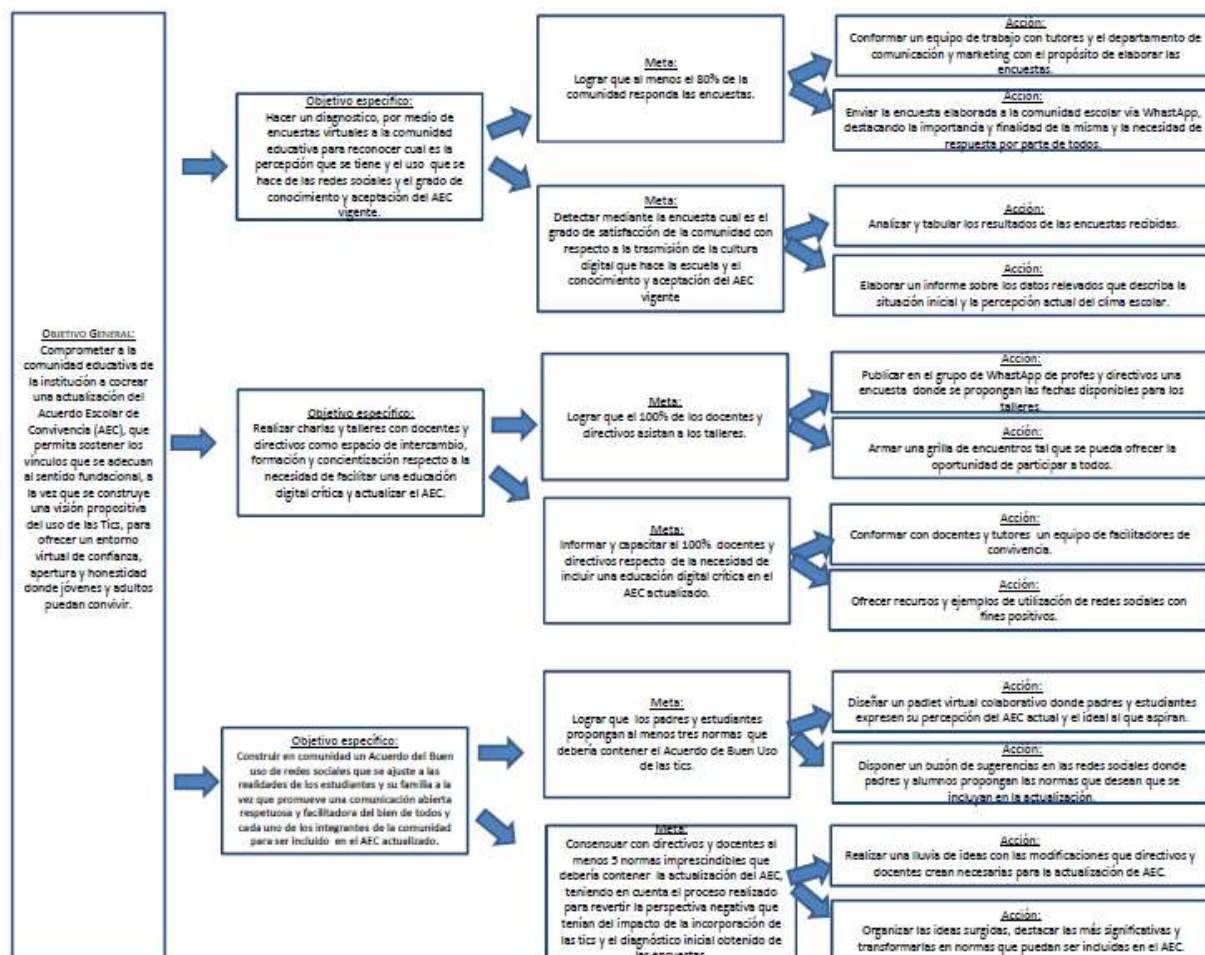 OBJETIVO GENERAL:
Comprometer a la
comunidad educativa de
la institución a cocrear
una actualización del
Acuerdo Escolar de
Convivencia (AEC), que
permita sostener los
vínculos que se adecuan
al sentido fundacional, a
la vez que se construye
una visión propositiva
del uso de las Tics, para
ofrecer un entorno
virtual de confianza,
apertura y honestidad
donde jóvenes y adultos
puedan convivir.
Objetivo específico:
Hacer un diagnostico, por medio de
encuestas virtuales a la comunidad
educativa para reconocer cual es la
percepción que se tiene y el uso que se
hace de las redes sociales y el grado de
conocimiento y aceptación del AEC
vigente.
Meta:
Lograr que al menos el 80% de la
comunidad responda las encuestas.
Acción:
Conformar un equipo de trabajo con tutores y el departamento de
comunicación y marketing con el propósito de elaborar las
encuestas.
Acción:
Enviar la encuesta elaborada a la comunidad escolar vía WhastApp,
destacando la importancia y finalidad de la misma y la necesidad de
respuesta por parte de todos.
Meta:
Detectar mediante la encuesta cual es el
grado de satisfacción de la comunidad con
respecto a la trasmisión de la cultura
digital que hace la escuela y el
conocimiento y aceptación del AEC
vigente
Acción:
Analizar y tabular los resultados de las encuestas recibidas.
Acción:
Elaborar un informe sobre los datos relevados que describa la
situación inicial y la percepción actual del clima escolar.
Objetivo específico:
Realizar charlas y talleres con docentes y
directivos como espacio de intercambio,
formación y concientización respecto a la
necesidad de facilitar una educación
digital crítica y actualizar el AEC.
Meta:
Lograr que el 100% de los docentes y
directivos asistan a los talleres.
Acción:
Publicar en el grupo de WhastApp de profes y directivos una
encuesta donde se propongan las fechas disponibles para los
talleres.
Acción:
Armar una grilla de encuentros tal que se pueda ofrecer la
oportunidad de participar a todos.
Meta:
Informar y capacitar al 100% docentes y
directivos respecto de la necesidad de
incluir una educación digital crítica en el
AEC actualizado.
Acción:
Conformar con docentes y tutores un equipo de facilitadores de
convivencia.
Acción:
Ofrecer recursos y ejemplos de utilización de redes sociales con
fines positivos.
Objetivo específico:
Construir en comunidad un Acuerdo del Buen
uso de redes sociales que se ajuste a las
realidades de los estudiantes y su familia a la
vez que promueve una comunicación abierta
respetuosa y facilitadora del bien de todos y
cada uno de los integrantes de la comunidad
para ser incluido en el AEC actualizado.
Meta:
Lograr que los padres y estudiantes
propongan al menos tres normas que
debería contener el Acuerdo de Buen Uso
de las tics.
Acción:
Diseñar un padlet virtual colaborativo donde padres y estudiantes
expresen su percepción del AEC actual y el ideal al que aspiran.
Acción:
Disponer un buzón de sugerencias en las redes sociales donde
padres y alumnos propongan las normas que desean que se
incluyan en la actualización.
Meta:
Consensuar con directivos y docentes al
menos 5 normas imprescindibles que
debería contener la actualización del AEC,
teniendo en cuenta el proceso realizado
para revertir la perspectiva negativa que
tenían del impacto de la incorporación de
las tics y el diagnóstico inicial obtenido de
las encuestas
Acción:
Realizar una lluvia de ideas con las modificaciones que directivos y
docentes crean necesarias para la actualización de AEC.
Acción:
Organizar las ideas surgidas, destacar las más significativas y
transformarlas en normas que puedan ser incluidas en el AEC.